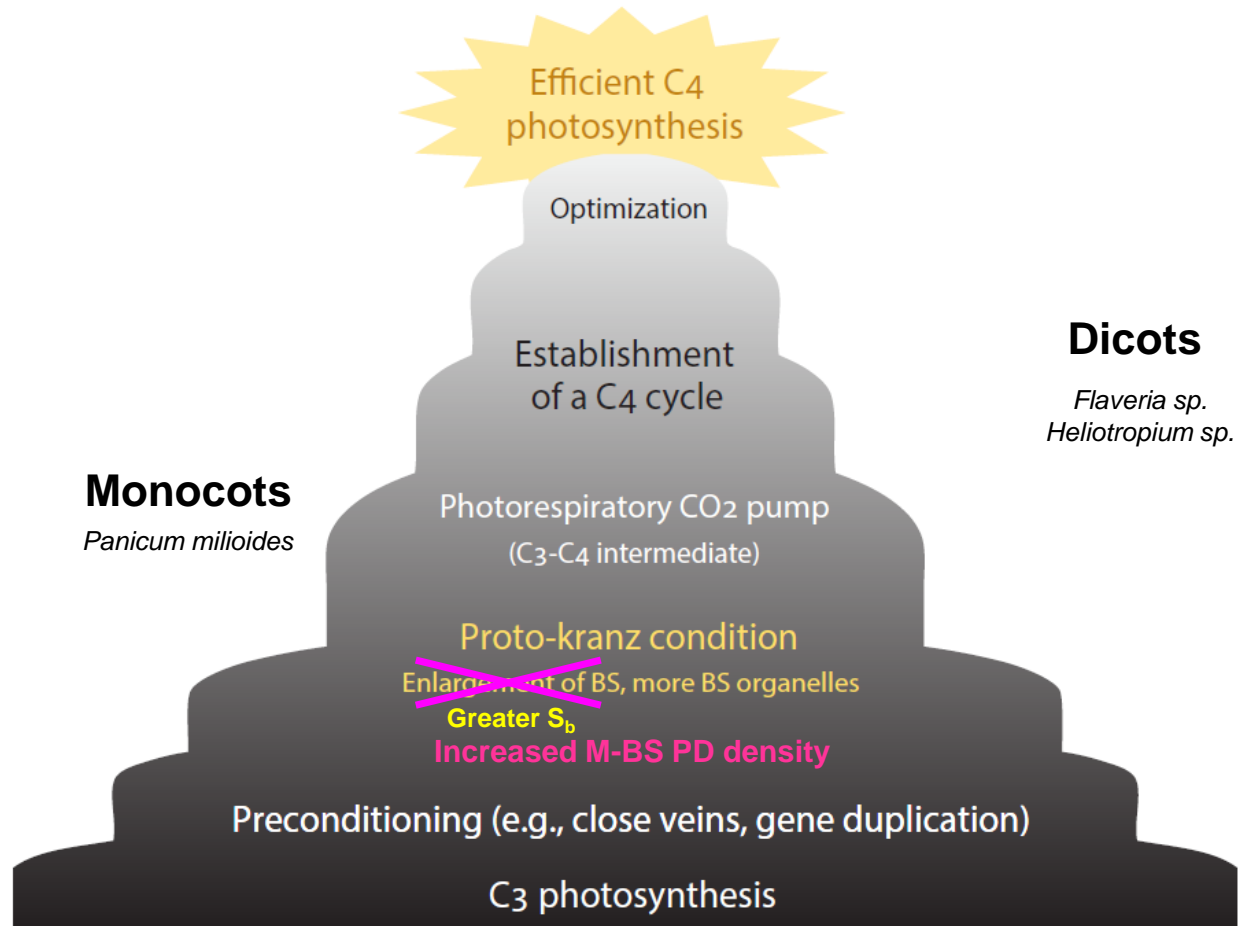 Efficient C4
photosynthesis
Optimization
Establishment
of a C4 cycle
Dicots
Flaveria sp.
Heliotropium sp.
Monocots
Panicum milioides
Photorespiratory CO2 pump
(C3-C4 intermediate)
Proto-kranz condition
Enlargement of BS, more BS organelles
Greater Sb
Increased M-BS PD density
Preconditioning (e.g., close veins, gene duplication)
C3 photosynthesis